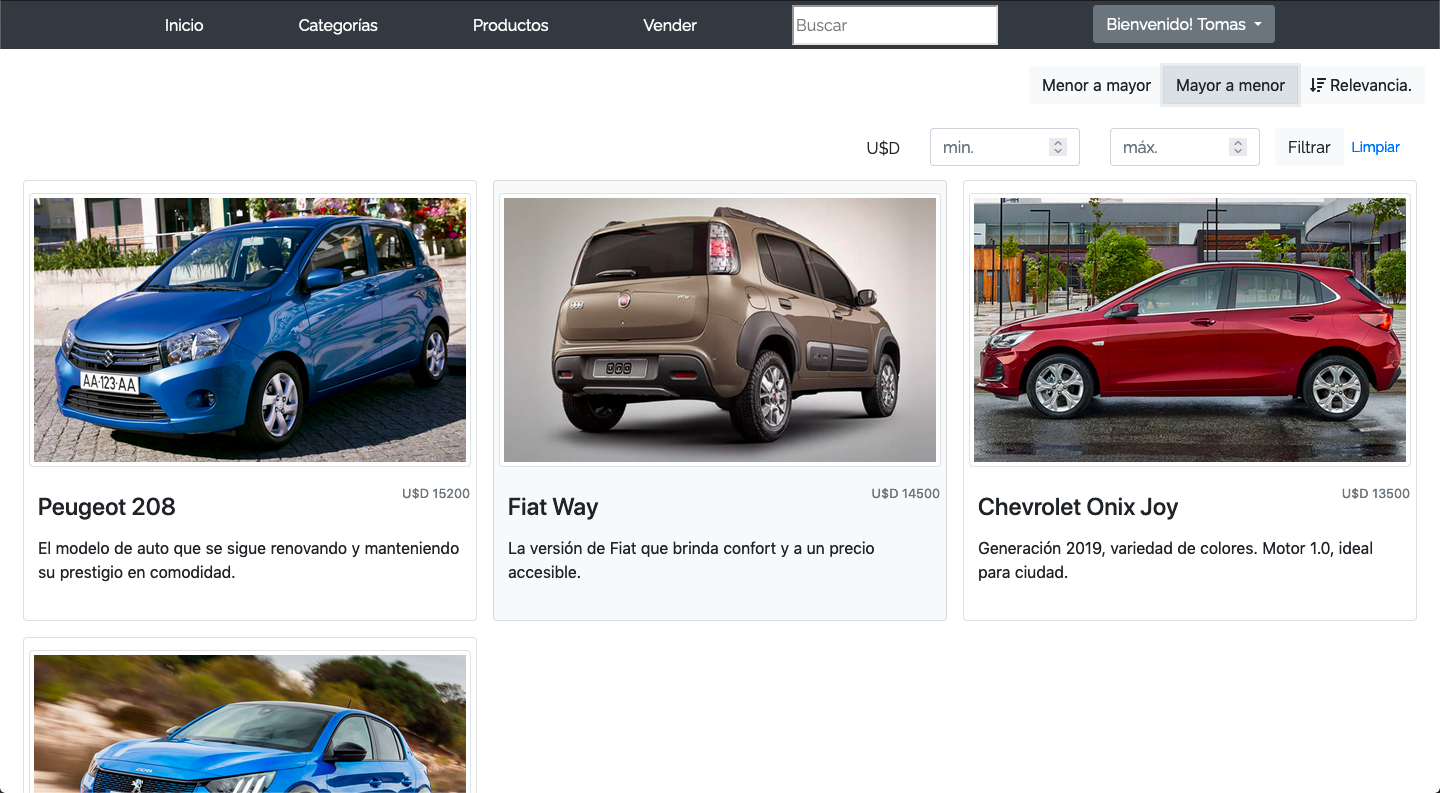 Inicio
Categorías
Productos
Vender
Buscar
Bienvenido! Tomas
Menor a mayor
Mayor a menor
Relevancia.
U$D
min.
máx.
Filtrar
Limpiar
AA-123-AA
uno
Peugeot 208
U$D 15200
El modelo de auto que se sigue renovando y manteniendo
su prestigio en comodidad.
Fiat Way
U$D 14500
La versión de Fiat que brinda confort y a un precio
accesible.
Chevrolet Onix Joy
U$D 13500
Generación 2019, variedad de colores. Motor 1.0, ideal
para ciudad.
208